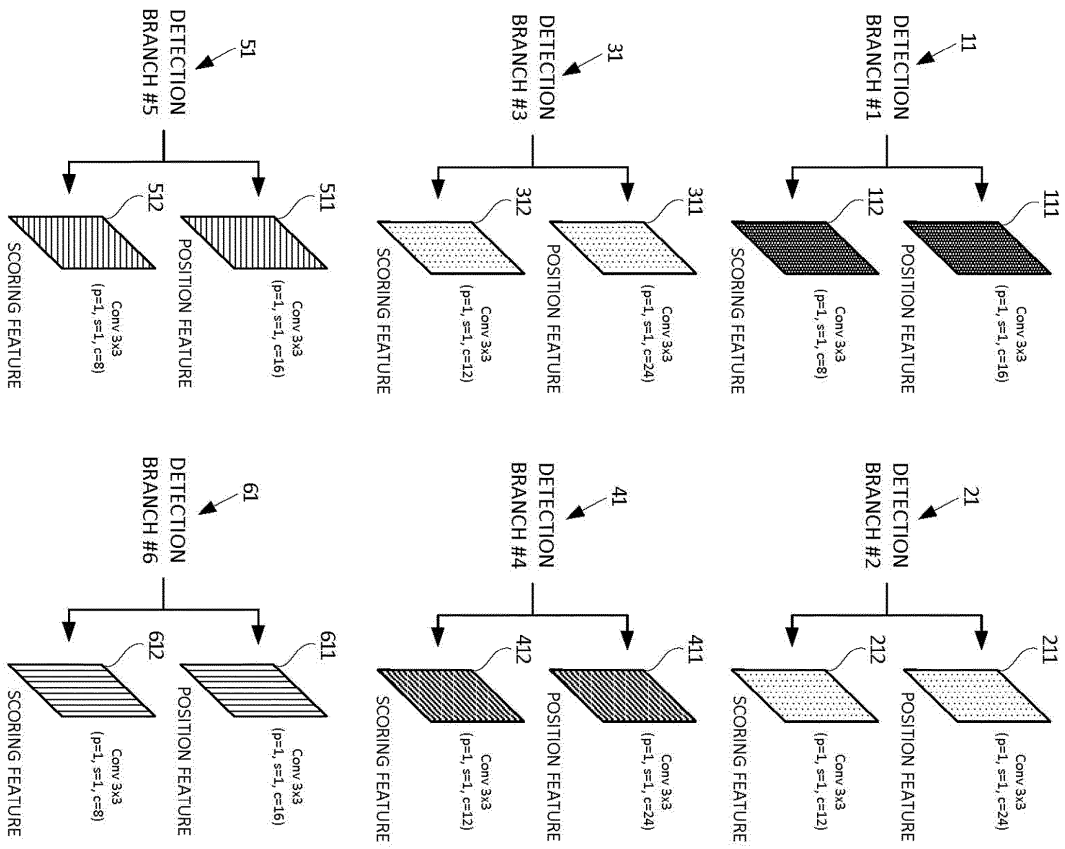 11
DETECTION
BRANCH #1
111
Conv 3x3
(p=1, s=1, c=16)
POSITION FEATURE
112
Conv 3x3
(p=1, s=1, c=8)
SCORING FEATURE
21
DETECTION
BRANCH #2
211
Conv 3x3
(p=1, s=1, c=24)
POSITION FEATURE
212
Conv 3x3
(p=1, s=1, c=12)
SCORING FEATURE
31
DETECTION
BRANCH #3
311
Conv 3x3
(p=1, s=1, c=24)
POSITION FEATURE
312
Conv 3x3
(p=1, s=1, c=12)
SCORING FEATURE
41
DETECTION
BRANCH #4
411
Conv 3x3
(p=1, s=1, c=24)
POSITION FEATURE
412
Conv 3x3
(p=1, s=1, c=12)
SCORING FEATURE
51
DETECTION
BRANCH #5
511
Conv 3x3
(p=1, s=1, c=16)
POSITION FEATURE
512
Conv 3x3
(p=1, s=1, c=8)
SCORING FEATURE
61
DETECTION
BRANCH #6
611
Conv 3x3
(p=1, s=1, c=16)
POSITION FEATURE
612
Conv 3x3
(p=1, s=1, c=8)
SCORING FEATURE